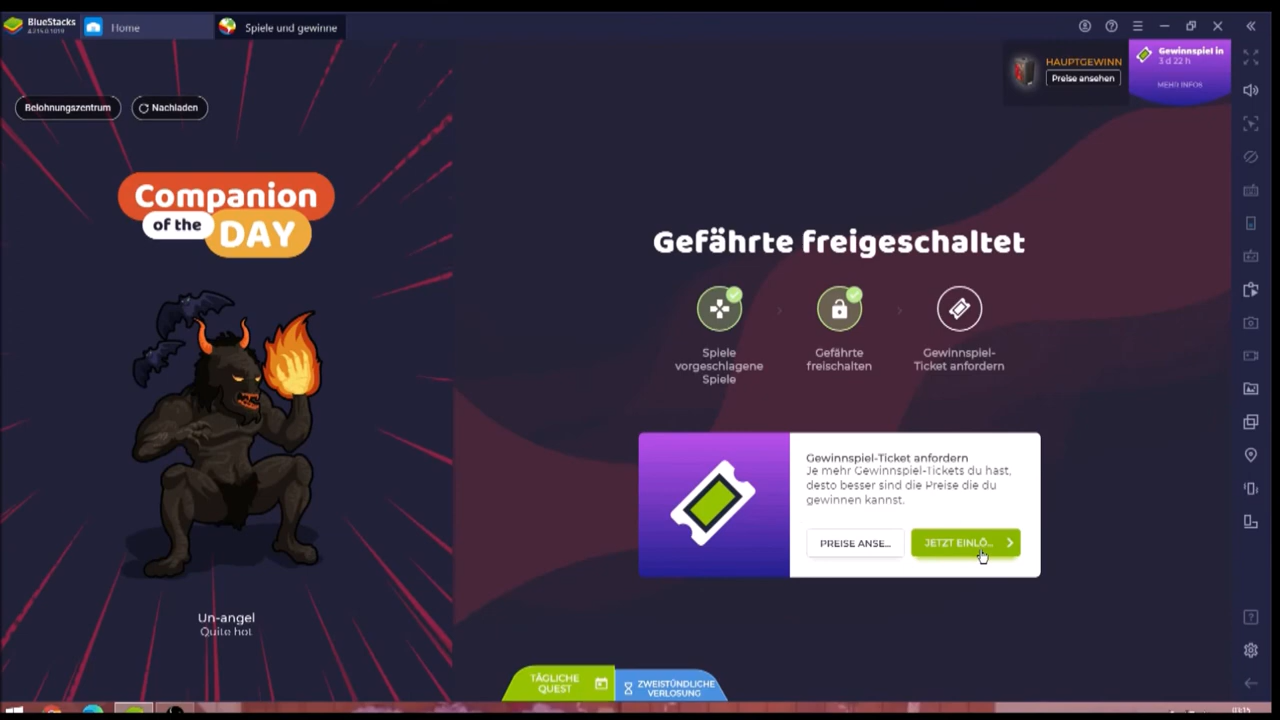 BlueStacks
Home
Spiele und gewinne
HAUPTGEWINN
Preise ansehen
Gewinnspiel in
3 d 22 h
MEHR INFOS
Belohnungszentrum
Nachladen
Companion
of the
DAY
Gefährte freigeschaltet
Spiele
vorgeschlagene
Spiele
Gefährte
freischalten
Gewinnspiel-
Ticket anfordern
Gewinnspiel-Ticket anfordern
Je mehr Gewinnspiel-Tickets du hast,
desto besser sind die Preise die du
gewinnen kannst.
PREISE ANSE...
JETZT EINLÖ...
Un-angel
Quite hot
TÄGLICHE
QUEST
ZWEISTÜNDLICHE
VERLOSUNG